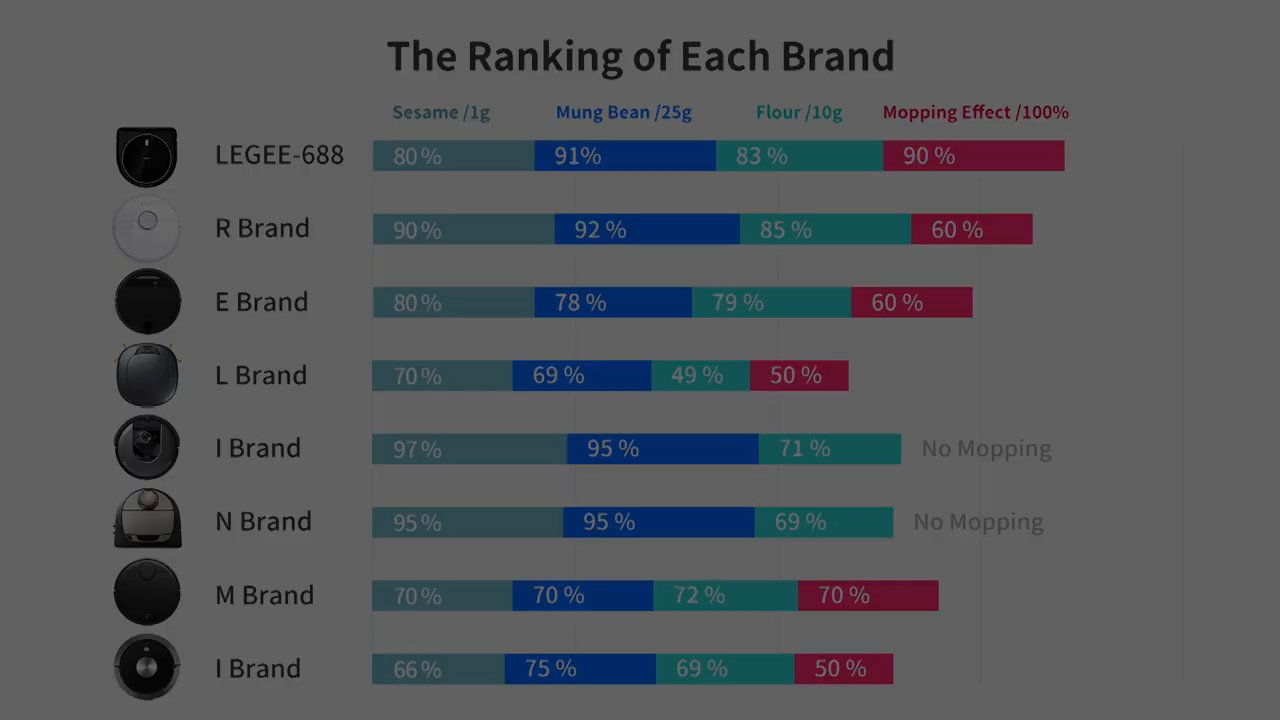 The Ranking of Each Brand
Sesame /1g Mung Bean /25g Flour /10g Mopping Effect /100%
LEGEE-688 80 % 91% 83 % 90 %
R Brand 90 % 92 % 85 % 60 %
E Brand 80 % 78 % 79 % 60 %
L Brand 70 % 69 % 49 % 50 %
I Brand 97 % 95 % 71 % No Mopping
N Brand 95 % 95 % 69 % No Mopping
M Brand 70 % 70 % 72 % 70 %
I Brand 66 % 75 % 69 % 50 %